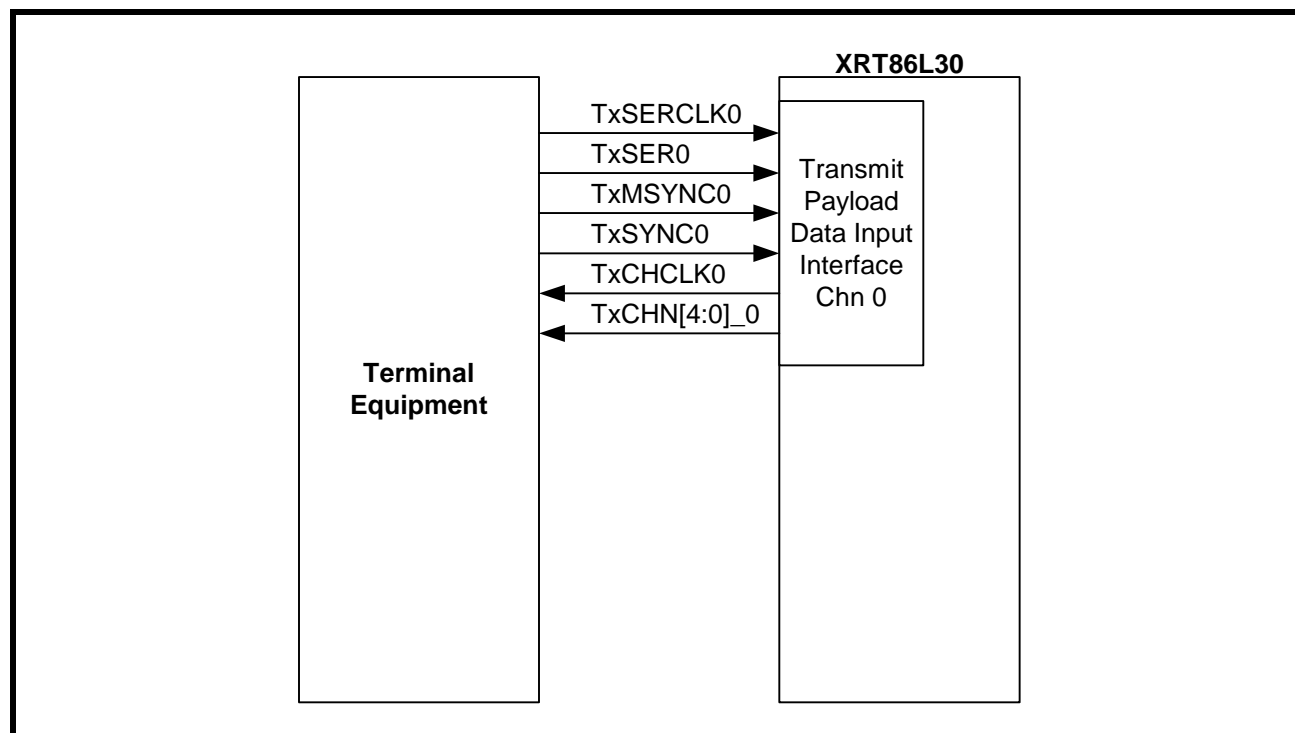 XRT86L30
TxSERCLK0
TxSER0
TxMSYNC0
TxSYNC0
TxCHCLK0
TxCHN[4:0]_0
Transmit
Payload
Data Input
Interface
Chn 0
Terminal
Equipment